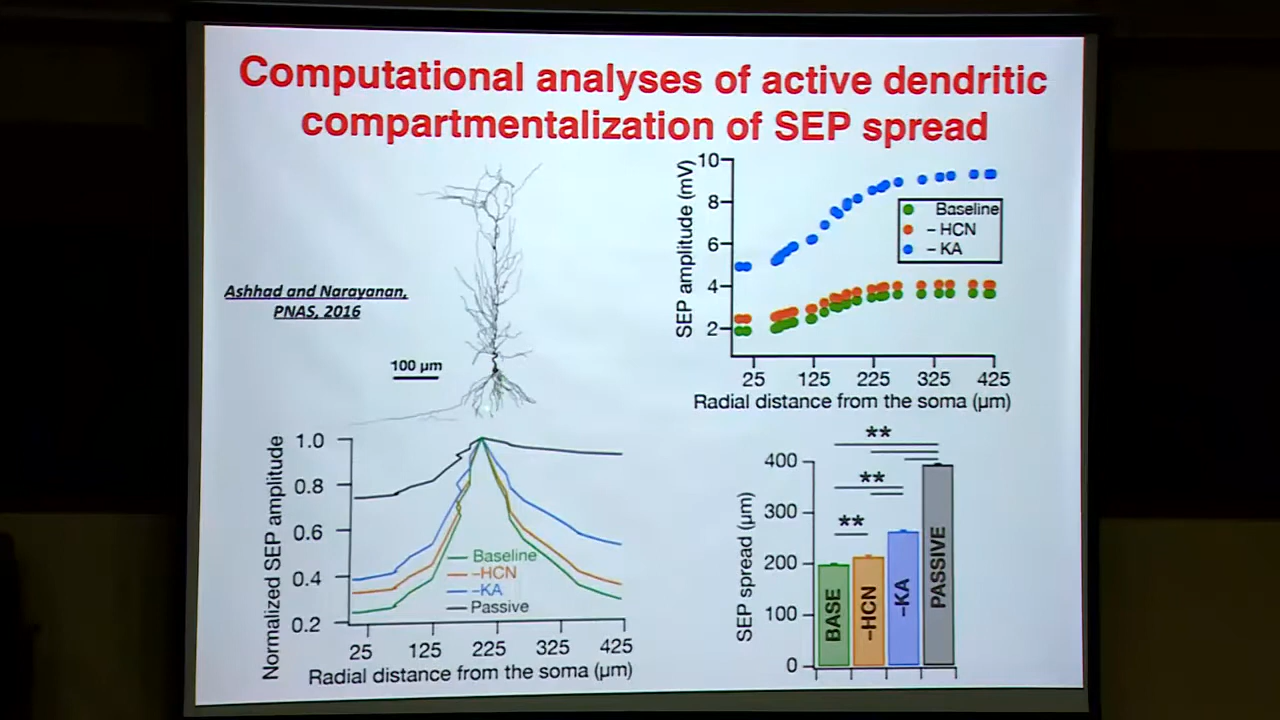 Computational analyses of active dendritic
compartmentalization of SEP spread
Ashhad and Narayanan,
PNAS, 2016
100 µm
SEP amplitude (mV)
10
8
6
4
2
Baseline
– HCN
– KA
25 125 225 325 425
Radial distance from the soma (µm)
Normalized SEP amplitude
1.0
0.8
0.6
0.4
0.2
Baseline
–HCN
–KA
Passive
25 125 225 325 425
Radial distance from the soma (µm)
SEP spread (µm)
400
300
200
100
0
**
**
**
BASE
–HCN
–KA
PASSIVE